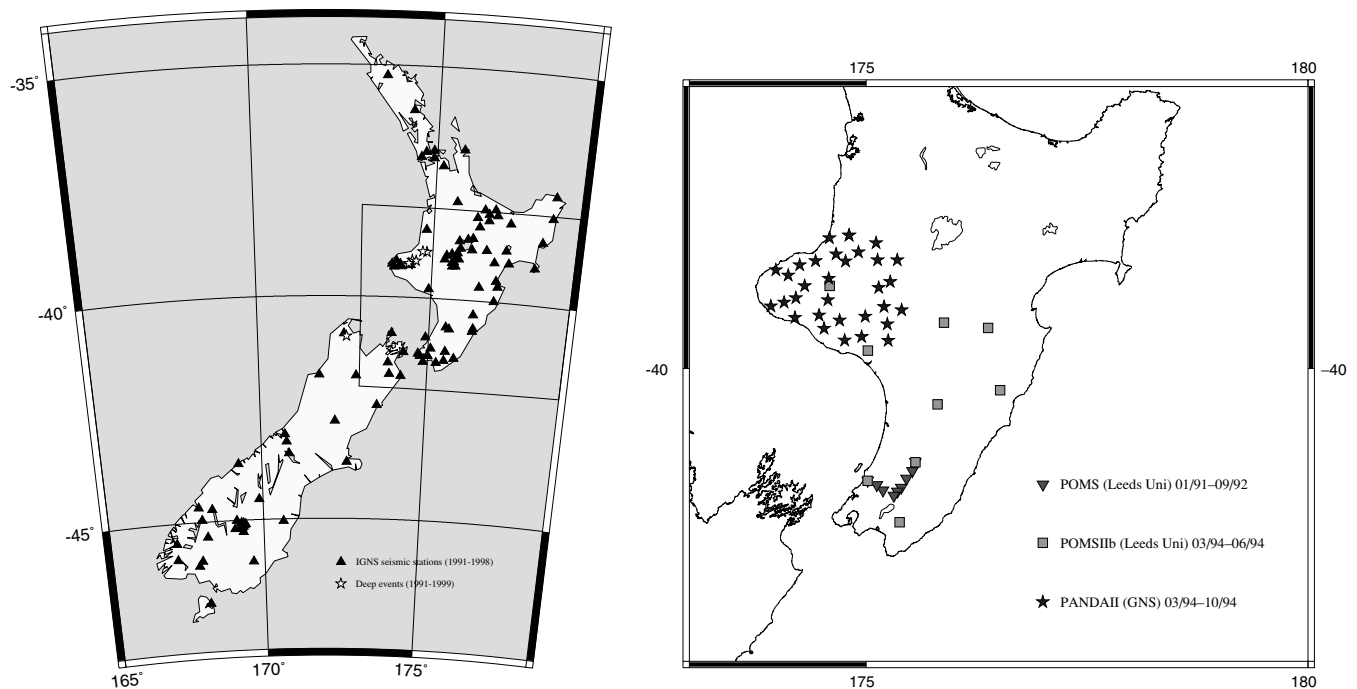 -35°
-40°
-45°
165°
170°
175°
IGNS seismic stations (1991-1998)
Deep events (1991-1999)
175
180
-40
−40
POMS (Leeds Uni) 01/91−09/92
POMSIIb (Leeds Uni) 03/94−06/94
PANDAII (GNS) 03/94−10/94
175
180